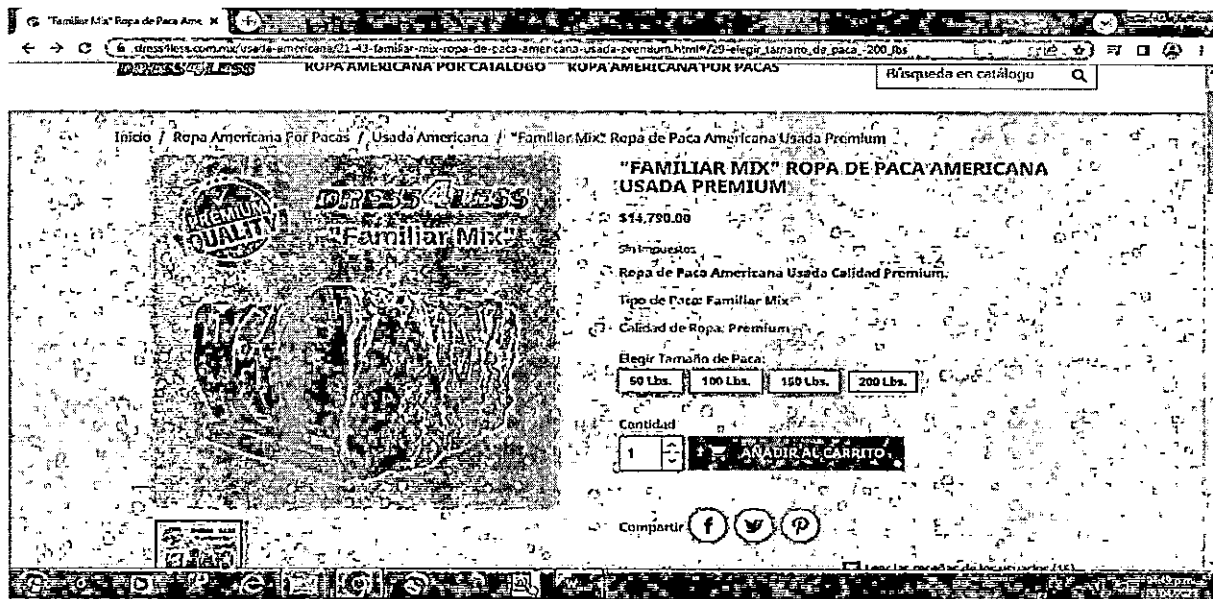 "Familiar Mix" Ropa de Paca Ame
dress4less.com.mx/usada-americana/21-43-familiar-mix-ropa-de-paca-americana-usada-premium.html#/29-elegir_tamano_de_paca_-200_lbs
DRESS4LESS ROPA AMERICANA POR CATALOGO ROPA AMERICANA POR PACAS Búsqueda en catálogo
Inicio / Ropa Americana Por Pacas / Usada Americana / "Familiar Mix" Ropa de Paca Americana Usada Premium
PREMIUM QUALITY
DRESS4LESS
"Familiar Mix"
"FAMILIAR MIX" ROPA DE PACA AMERICANA
USADA PREMIUM
$14,790.00
Sin impuestos
Ropa de Paca Americana Usada Calidad Premium.
Tipo de Paca: Familiar Mix
Calidad de Ropa: Premium
Elegir Tamaño de Paca:
50 Lbs. 100 Lbs. 150 Lbs. 200 Lbs.
Cantidad
1 AÑADIR AL CARRITO
Compartir